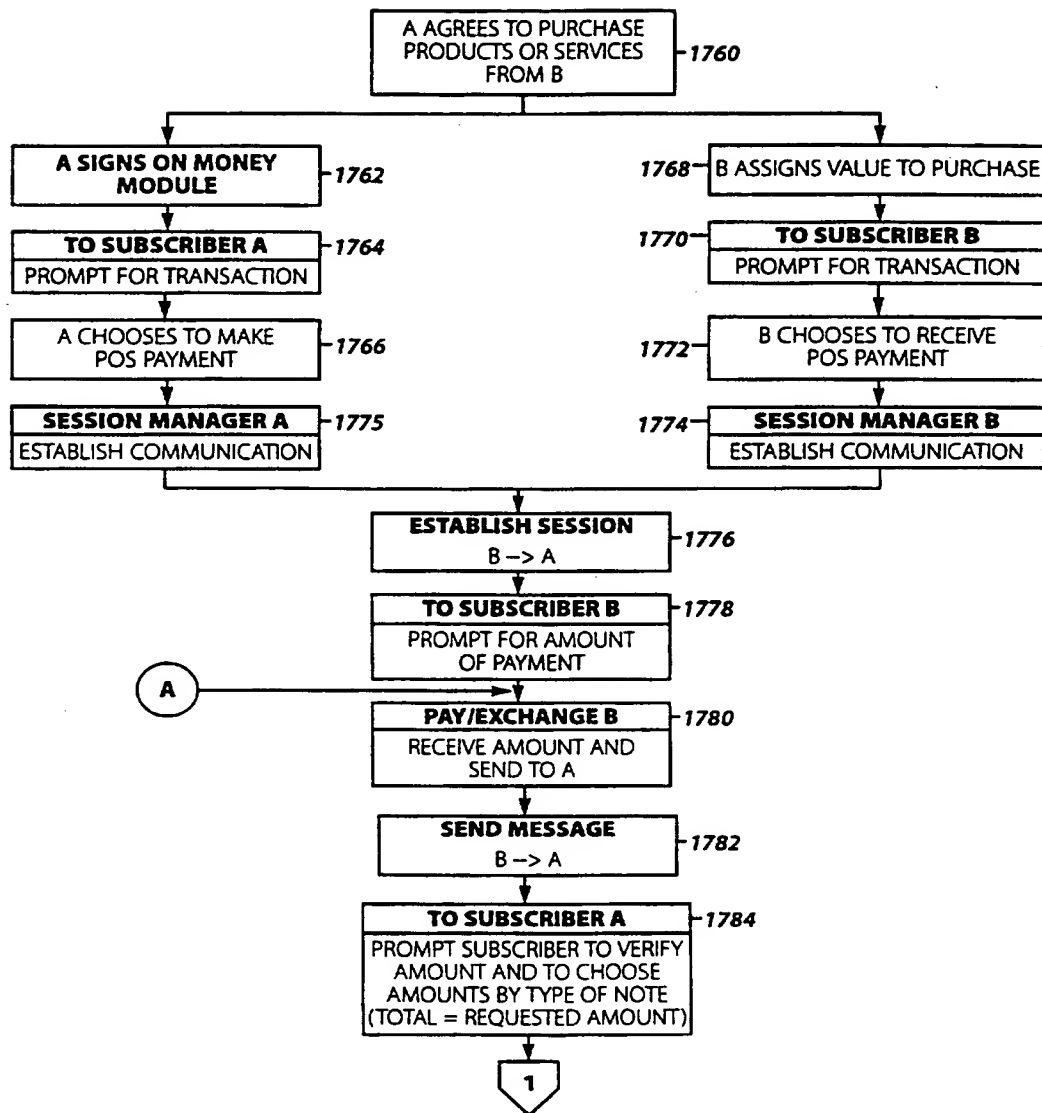 A AGREES TO PURCHASE
PRODUCTS OR SERVICES
FROM B
1760
A SIGNS ON MONEY
MODULE
1762
TO SUBSCRIBER A
PROMPT FOR TRANSACTION
1764
A CHOOSES TO MAKE
POS PAYMENT
1766
SESSION MANAGER A
ESTABLISH COMMUNICATION
1775
1768
B ASSIGNS VALUE TO PURCHASE
1770
TO SUBSCRIBER B
PROMPT FOR TRANSACTION
1772
B CHOOSES TO RECEIVE
POS PAYMENT
1774
SESSION MANAGER B
ESTABLISH COMMUNICATION
ESTABLISH SESSION
B –> A
1776
TO SUBSCRIBER B
PROMPT FOR AMOUNT
OF PAYMENT
1778
A
PAY/EXCHANGE B
RECEIVE AMOUNT AND
SEND TO A
1780
SEND MESSAGE
B –> A
1782
TO SUBSCRIBER A
PROMPT SUBSCRIBER TO VERIFY
AMOUNT AND TO CHOOSE
AMOUNTS BY TYPE OF NOTE
(TOTAL = REQUESTED AMOUNT)
1784
1